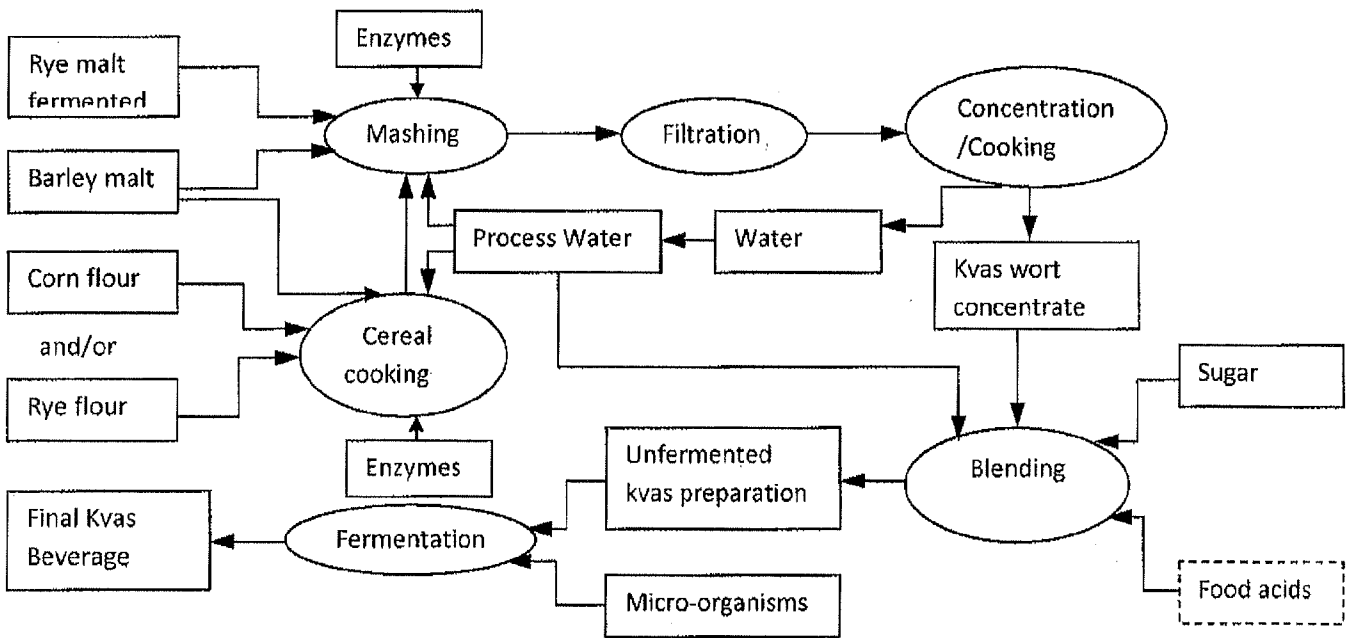 Enzymes
Rye malt
fermented
Mashing
Filtration
Concentration
/Cooking
Barley malt
Process Water
Water
Kvas wort
concentrate
Corn flour
and/or
Cereal
cooking
Rye flour
Sugar
Enzymes
Unfermented
kvas preparation
Blending
Final Kvas
Beverage
Fermentation
Micro-organisms
Food acids